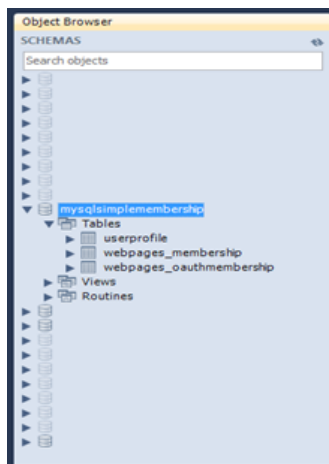 Object Browser
SCHEMAS
Search objects
mysqlsimplemembership
Tables
userprofile
webpages_membership
webpages_oauthmembership
Views
Routines